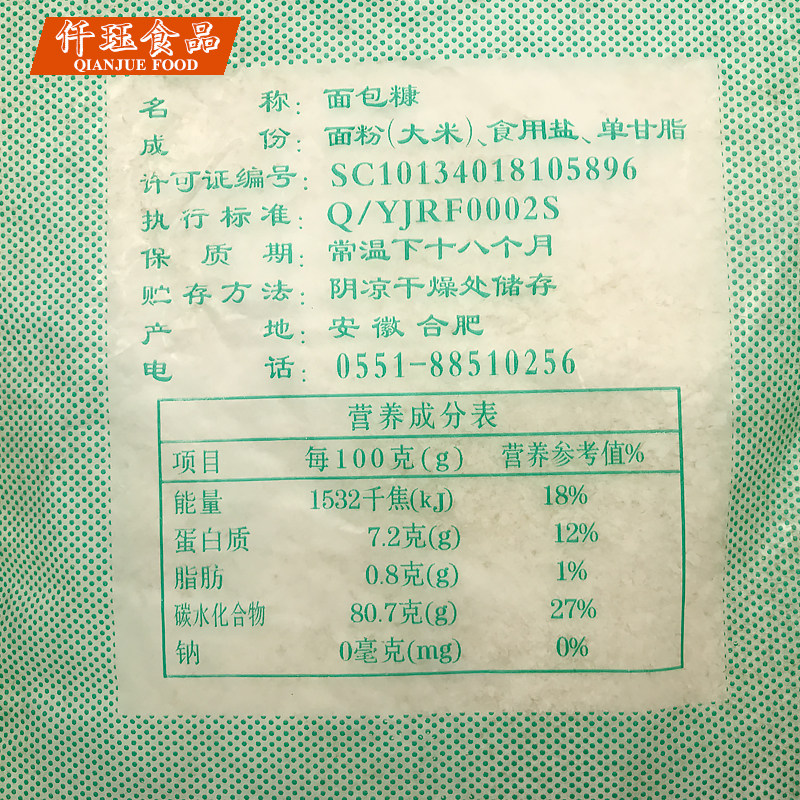 仟珏食品
QIANJUE FOOD
名称：面包糠
成份：面粉(大米)、食用盐、单甘脂
许可证编号：SC10134018105896
执行标准：Q/YJRF0002S
保质期：常温下十八个月
贮存方法：阴凉干燥处储存
产地：安徽合肥
电话：0551-88510256
营养成分表
项目 每100克(g) 营养参考值%
能量 1532千焦(kJ) 18%
蛋白质 7.2克(g) 12%
脂肪 0.8克(g) 1%
碳水化合物 80.7克(g) 27%
钠 0毫克(mg) 0%